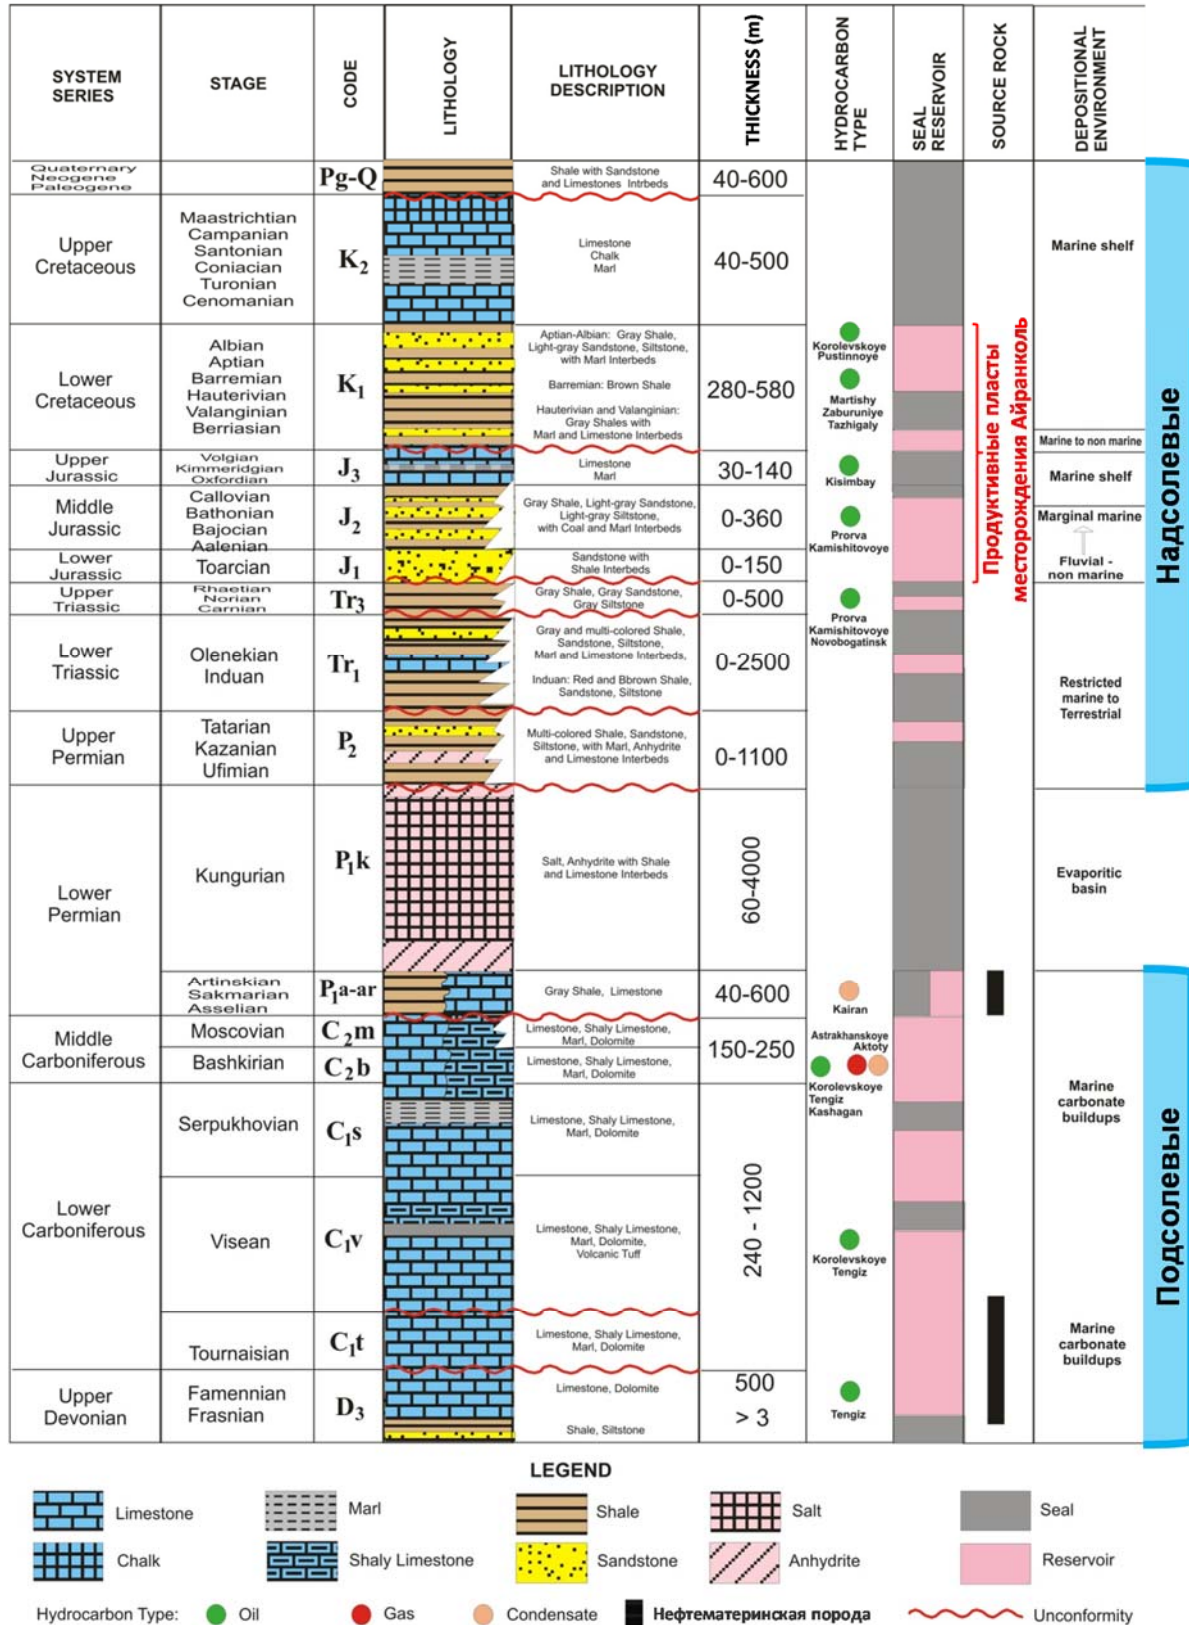 SYSTEM
SERIES
STAGE
CODE
LITHOLOGY
LITHOLOGY
DESCRIPTION
THICKNESS (m)
HYDROCARBON
TYPE
SEAL
RESERVOIR
SOURCE ROCK
DEPOSITIONAL
ENVIRONMENT
Quaternary
Neogene
Paleogene
Pg-Q
Shale with Sandstone
and Limestones Intrbeds
40-600
Upper
Cretaceous
Maastrichtian
Campanian
Santonian
Coniacian
Turonian
Cenomanian
K2
Limestone
Chalk
Marl
40-500
Marine shelf
Lower
Cretaceous
Albian
Aptian
Barremian
Hauterivian
Valanginian
Berriasian
K1
Aptian-Albian: Gray Shale,
Light-gray Sandstone, Siltstone,
with Marl Interbeds
Barremian: Brown Shale
Hauterivian and Valanginian:
Gray Shales with
Marl and Limestone Interbeds
280-580
Korolevskoye
Pustinnoye
Martishy
Zaburuniye
Tazhigaly
Marine to non marine
Upper
Jurassic
Volgian
Kimmeridgian
Oxfordian
J3
Limestone
Marl
30-140
Kisimbay
Marine shelf
Middle
Jurassic
Callovian
Bathonian
Bajocian
Aalenian
J2
Gray Shale, Light-gray Sandstone,
Light-gray Siltstone,
with Coal and Marl Interbeds
0-360
Prorva
Kamishitovoye
Marginal marine
Lower
Jurassic
Toarcian
J1
Sandstone with
Shale Interbeds
0-150
Fluvial -
non marine
Продуктивные пласты
месторождения Айранколь
Надсолевые
Upper
Triassic
Rhaetian
Norian
Carnian
Tr3
Gray Shale, Gray Sandstone,
Gray Siltstone
0-500
Prorva
Kamishitovoye
Novobogatinsk
Lower
Triassic
Olenekian
Induan
Tr1
Gray and multi-colored Shale,
Sandstone, Siltstone,
Marl and Limestone Interbeds,
Induan: Red and Bbrown Shale,
Sandstone, Siltstone
0-2500
Restricted
marine to
Terrestrial
Upper
Permian
Tatarian
Kazanian
Ufimian
P2
Multi-colored Shale, Sandstone,
Siltstone, with Marl, Anhydrite
and Limestone Interbeds
0-1100
Lower
Permian
Kungurian
P1k
Salt, Anhydrite with Shale
and Limestone Interbeds
60-4000
Evaporitic
basin
Artinskian
Sakmarian
Asselian
P1a-ar
Gray Shale, Limestone
40-600
Kairan
Middle
Carboniferous
Moscovian
C2m
Limestone, Shaly Limestone,
Marl, Dolomite
150-250
Astrakhanskoye
Aktoty
Bashkirian
C2b
Limestone, Shaly Limestone,
Marl, Dolomite
Korolevskoye
Tengiz
Kashagan
Marine
carbonate
buildups
Lower
Carboniferous
Serpukhovian
C1s
Limestone, Shaly Limestone,
Marl, Dolomite
240 - 1200
Visean
C1v
Limestone, Shaly Limestone,
Marl, Dolomite,
Volcanic Tuff
Korolevskoye
Tengiz
Подсолевые
Tournaisian
C1t
Limestone, Shaly Limestone,
Marl, Dolomite
Marine
carbonate
buildups
Upper
Devonian
Famennian
Frasnian
D3
Limestone, Dolomite
Shale, Siltstone
500
> 3
Tengiz
LEGEND
Limestone
Marl
Shale
Salt
Seal
Chalk
Shaly Limestone
Sandstone
Anhydrite
Reservoir
Hydrocarbon Type:
Oil
Gas
Condensate
Нефтематеринская порода
Unconformity